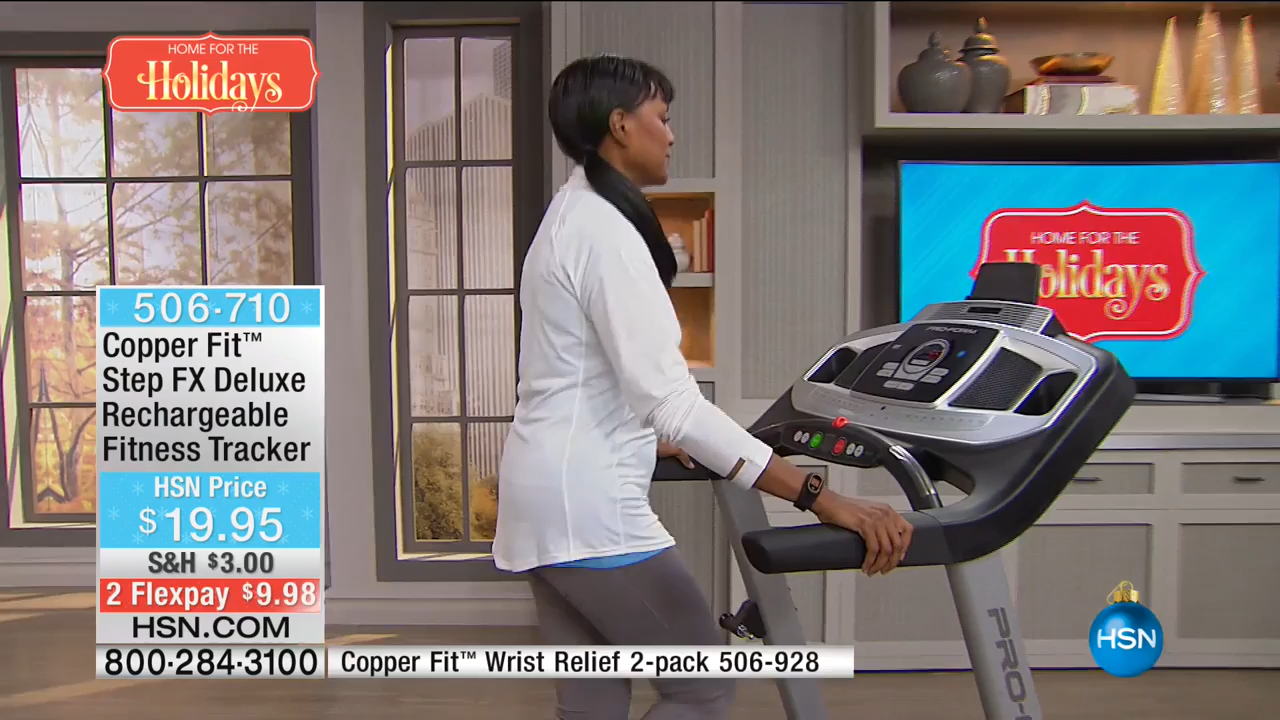 HOME FOR THE
Holidays
506-710
Copper Fit™
Step FX Deluxe
Rechargeable
Fitness Tracker
HSN Price
$19.95
S&H $3.00
2 Flexpay $9.98
HSN.COM
800-284-3100
Copper Fit™ Wrist Relief 2-pack 506-928
HOME FOR THE
Holidays
PRO-FORM
PRO-
HSN